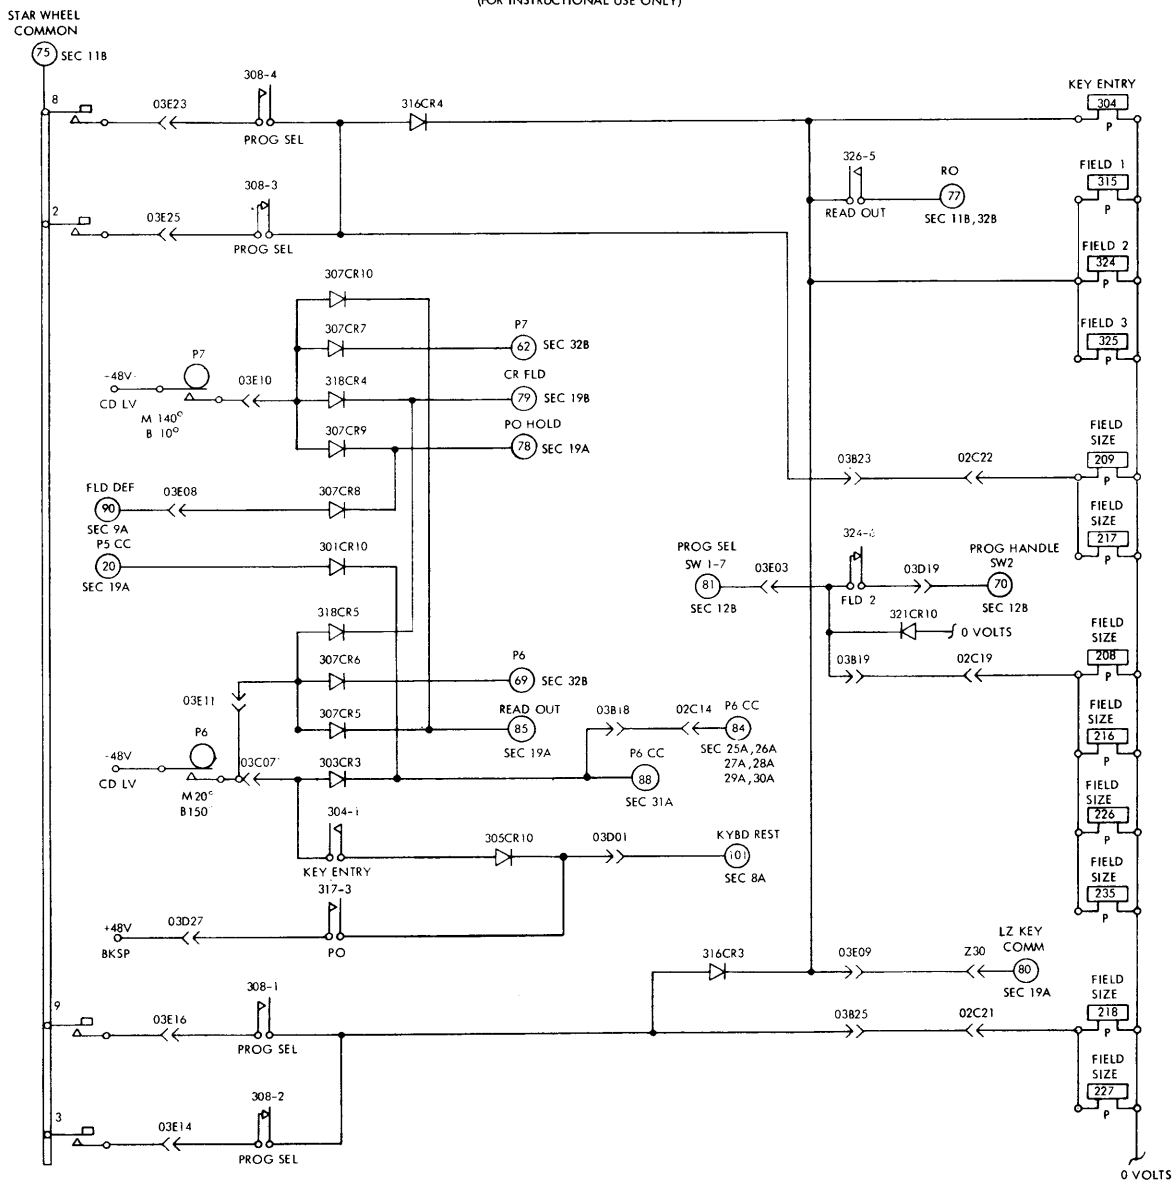 (FOR INSTRUCTIONAL USE ONLY)
STAR WHEEL
COMMON
75 SEC 11B
8
03E23
308-4
PROG SEL
316CR4
KEY ENTRY
304
P
326-5
READ OUT
RO
77
SEC 11B, 32B
FIELD 1
315
P
2
03E25
308-3
PROG SEL
FIELD 2
324
P
FIELD 3
325
P
307CR10
307CR7
P7
62 SEC 32B
-48V
CD LV
P7
M 140°
B 10°
03E10
318CR4
CR FLD
79 SEC 19B
307CR9
PO HOLD
78 SEC 19A
FIELD
SIZE
209
P
03B23
02C22
FLD DEF
90
SEC 9A
03E08
307CR8
FIELD
SIZE
217
P
P5 CC
20
SEC 19A
301CR10
PROG SEL
SW 1-7
81
SEC 12B
03E03
FLD 2
03D19
PROG HANDLE
SW2
70
SEC 12B
321CR10
0 VOLTS
318CR5
307CR6
P6
69 SEC 32B
03B19
02C19
FIELD
SIZE
208
P
03E11
307CR5
READ OUT
85
SEC 19A
03B18
02C14
P6 CC
84
SEC 25A, 26A
27A, 28A
29A, 30A
FIELD
SIZE
216
P
-48V
CD LV
P6
M20°
B150°
03C07
303CR3
P6 CC
88
SEC 31A
FIELD
SIZE
226
P
304-1
KEY ENTRY
305CR10
03D01
KYBD REST
101
SEC 8A
FIELD
SIZE
235
P
+48V
BKSP
03D27
317-3
PO
316CR3
03E09
Z30
LZ KEY
COMM
80
SEC 19A
9
03E16
308-1
PROG SEL
03B25
02C21
FIELD
SIZE
218
P
FIELD
SIZE
227
P
3
03E14
308-2
PROG SEL
0 VOLTS